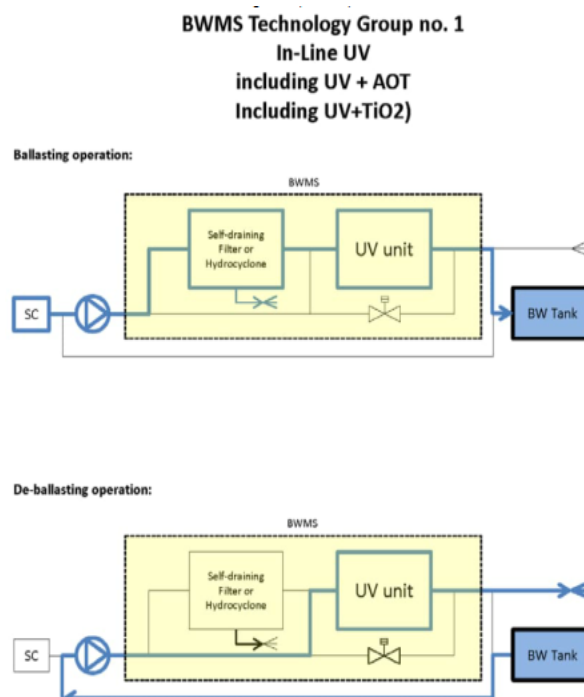 BWMS Technology Group no. 1
In-Line UV
including UV + AOT
Including UV+TiO2)
Ballasting operation:
BWMS
Self-draining
Filter or
Hydrocyclone
UV unit
SC
BW Tank
De-ballasting operation:
BWMS
Self-draining
Filter or
Hydrocyclone
UV unit
SC
BW Tank